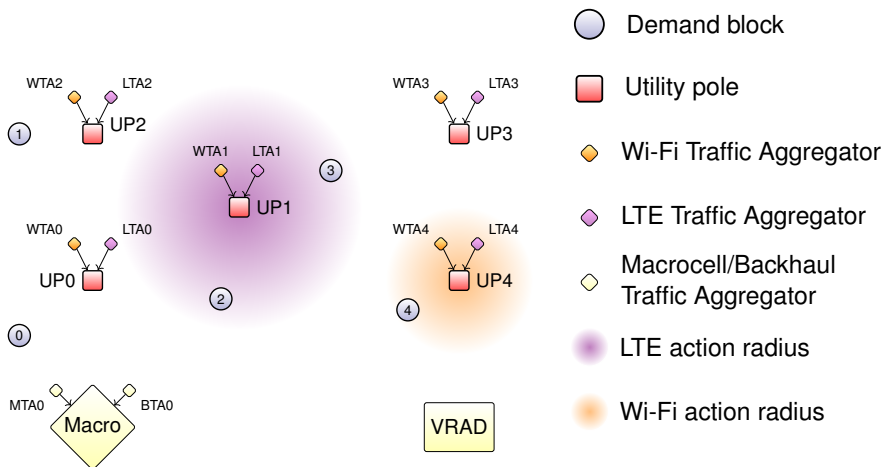 Demand block
WTA2
LTA2
WTA3
LTA3
Utility pole
UP2
UP3
1
WTA1
LTA1
Wi-Fi Traffic Aggregator
3
UP1
LTE Traffic Aggregator
WTA0
LTA0
WTA4
LTA4
UP0
UP4
Macrocell/Backhaul
Traffic Aggregator
2
4
0
LTE action radius
MTA0
BTA0
Wi-Fi action radius
Macro
VRAD